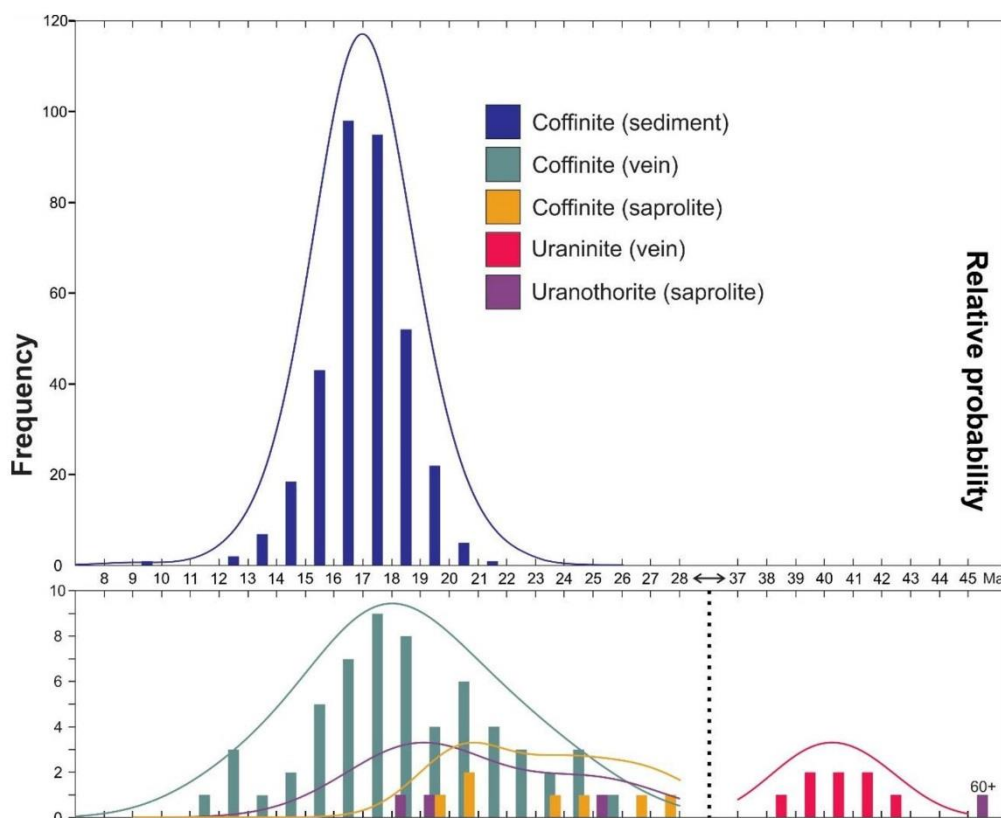 120
100
80
60
40
20
0
Frequency
Coffinite (sediment)
Coffinite (vein)
Coffinite (saprolite)
Uraninite (vein)
Uranothorite (saprolite)
Relative probability
8 9 10 11 12 13 14 15 16 17 18 19 20 21 22 23 24 25 26 27 28 37 38 39 40 41 42 43 44 45 Ma
10
8
6
4
2
0
60+